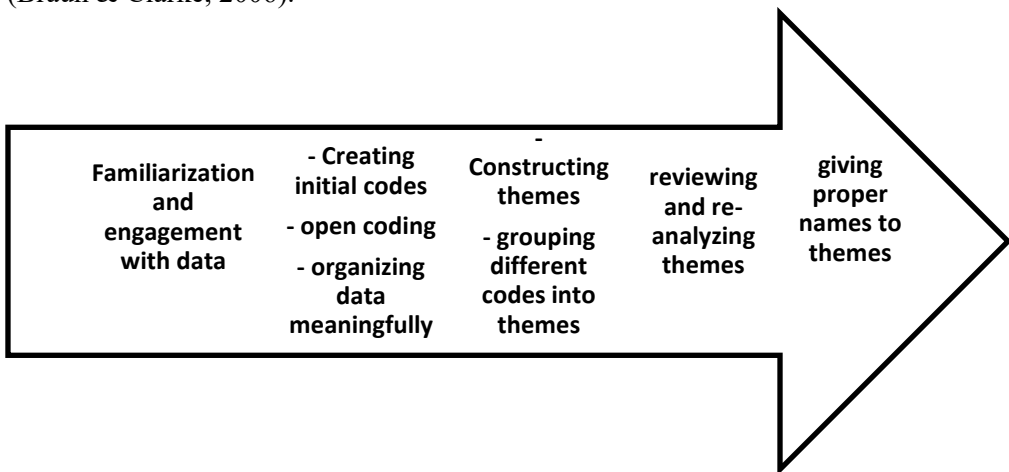 (Braun & Clarke, 2006).
Familiarization
and
engagement
with data
- Creating
initial codes
- open coding
- organizing
data
meaningfully
-
Constructing
themes
- grouping
different
codes into
themes
reviewing
and re-
analyzing
themes
giving
proper
names to
themes